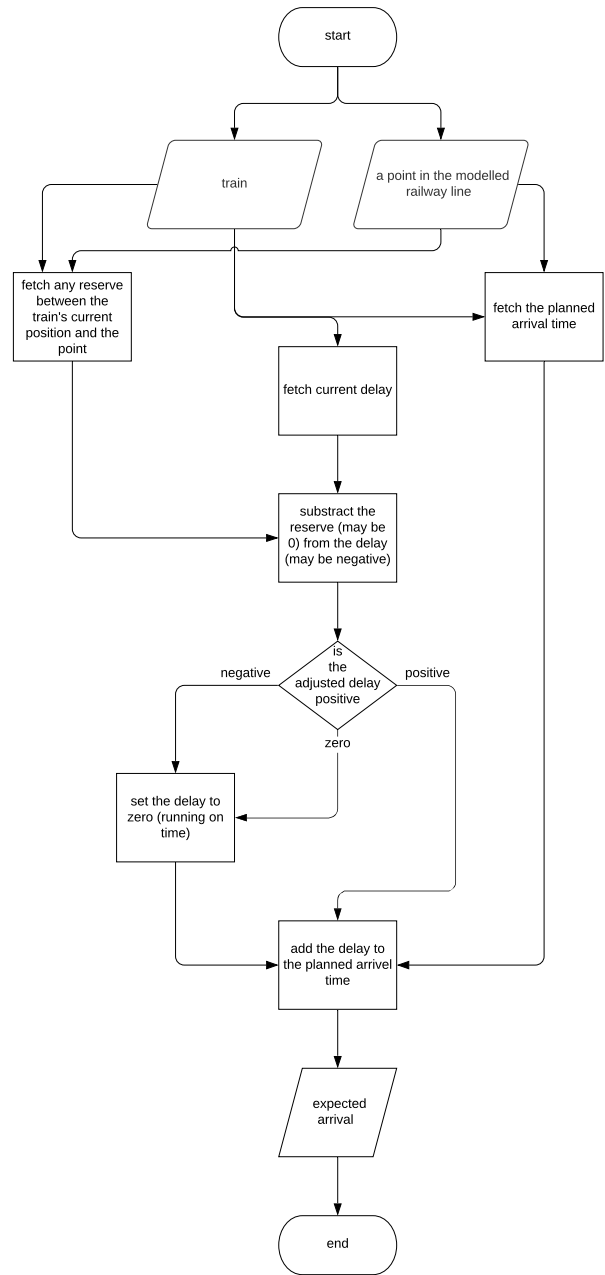 start
train
a point in the modelled
railway line
fetch any reserve
between the
train's current
position and the
point
fetch the planned
arrival time
fetch current delay
substract the
reserve (may be
0) from the delay
(may be negative)
is
the
adjusted delay
positive
negative
positive
zero
set the delay to
zero (running on
time)
add the delay to
the planned arrivel
time
expected
arrival
end